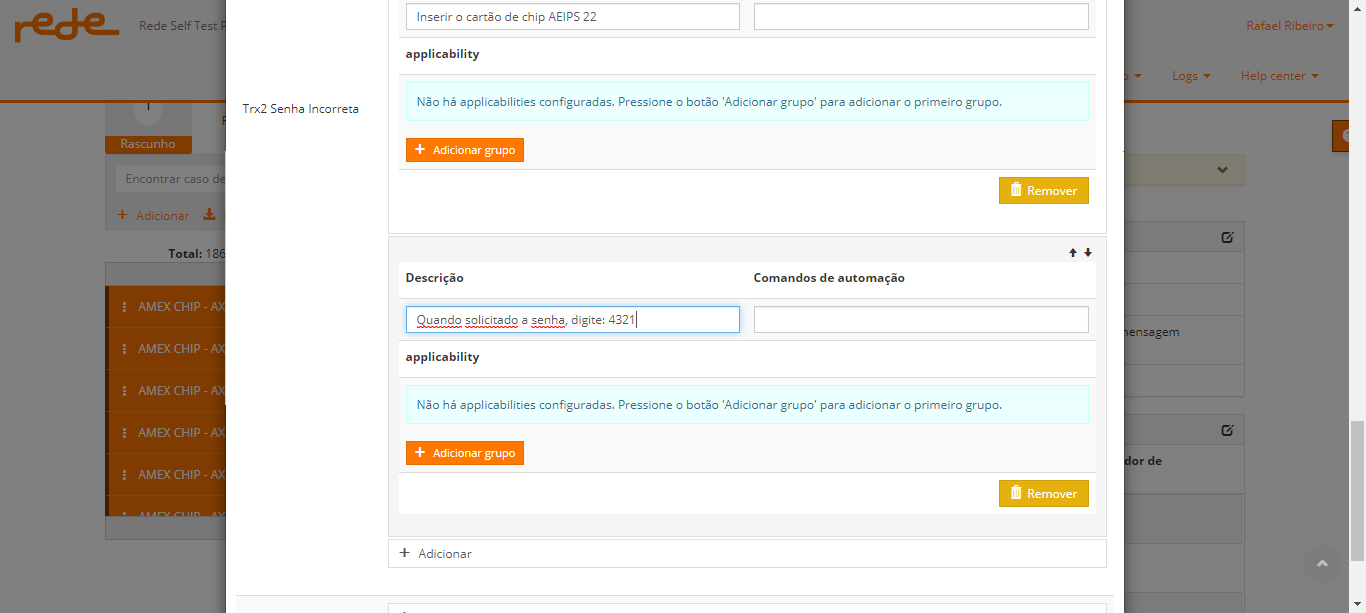 rede
Rede Self Test
Rafael Ribeiro
Logs
Help center
Rascunho
Encontrar caso de
Adicionar
Total: 186
AMEX CHIP - AX
AMEX CHIP - AX
AMEX CHIP - AX
AMEX CHIP - AX
AMEX CHIP - AX
AMEX CHIP - AX
Trx2 Senha Incorreta
Inserir o cartão de chip AEIPS 22
applicability
Não há applicabilities configuradas. Pressione o botão 'Adicionar grupo' para adicionar o primeiro grupo.
Adicionar grupo
Remover
Descrição
Comandos de automação
Quando solicitado a senha, digite: 4321
applicability
Não há applicabilities configuradas. Pressione o botão 'Adicionar grupo' para adicionar o primeiro grupo.
Adicionar grupo
Remover
Adicionar
mensagem
dor de